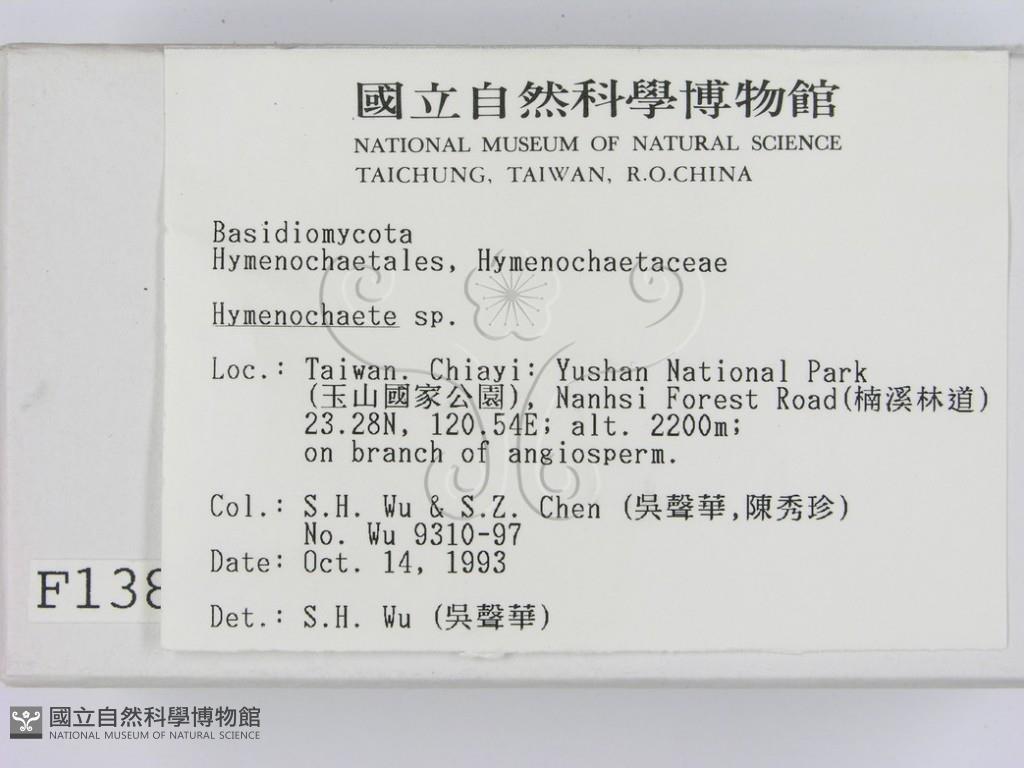 國立自然科學博物館
NATIONAL MUSEUM OF NATURAL SCIENCE
TAICHUNG, TAIWAN, R.O.CHINA
Basidiomycota
Hymenochaetales, Hymenochaetaceae
Hymenochaete sp.
Loc.: Taiwan. Chiayi: Yushan National Park
(玉山國家公園), Nanhsi Forest Road(楠溪林道)
23.28N, 120.54E; alt. 2200m;
on branch of angiosperm.
Col.: S.H. Wu & S.Z. Chen (吳聲華,陳秀珍)
No. Wu 9310-97
Date: Oct. 14, 1993
F138
Det.: S.H. Wu (吳聲華)
國立自然科學博物館
NATIONAL MUSEUM OF NATURAL SCIENCE